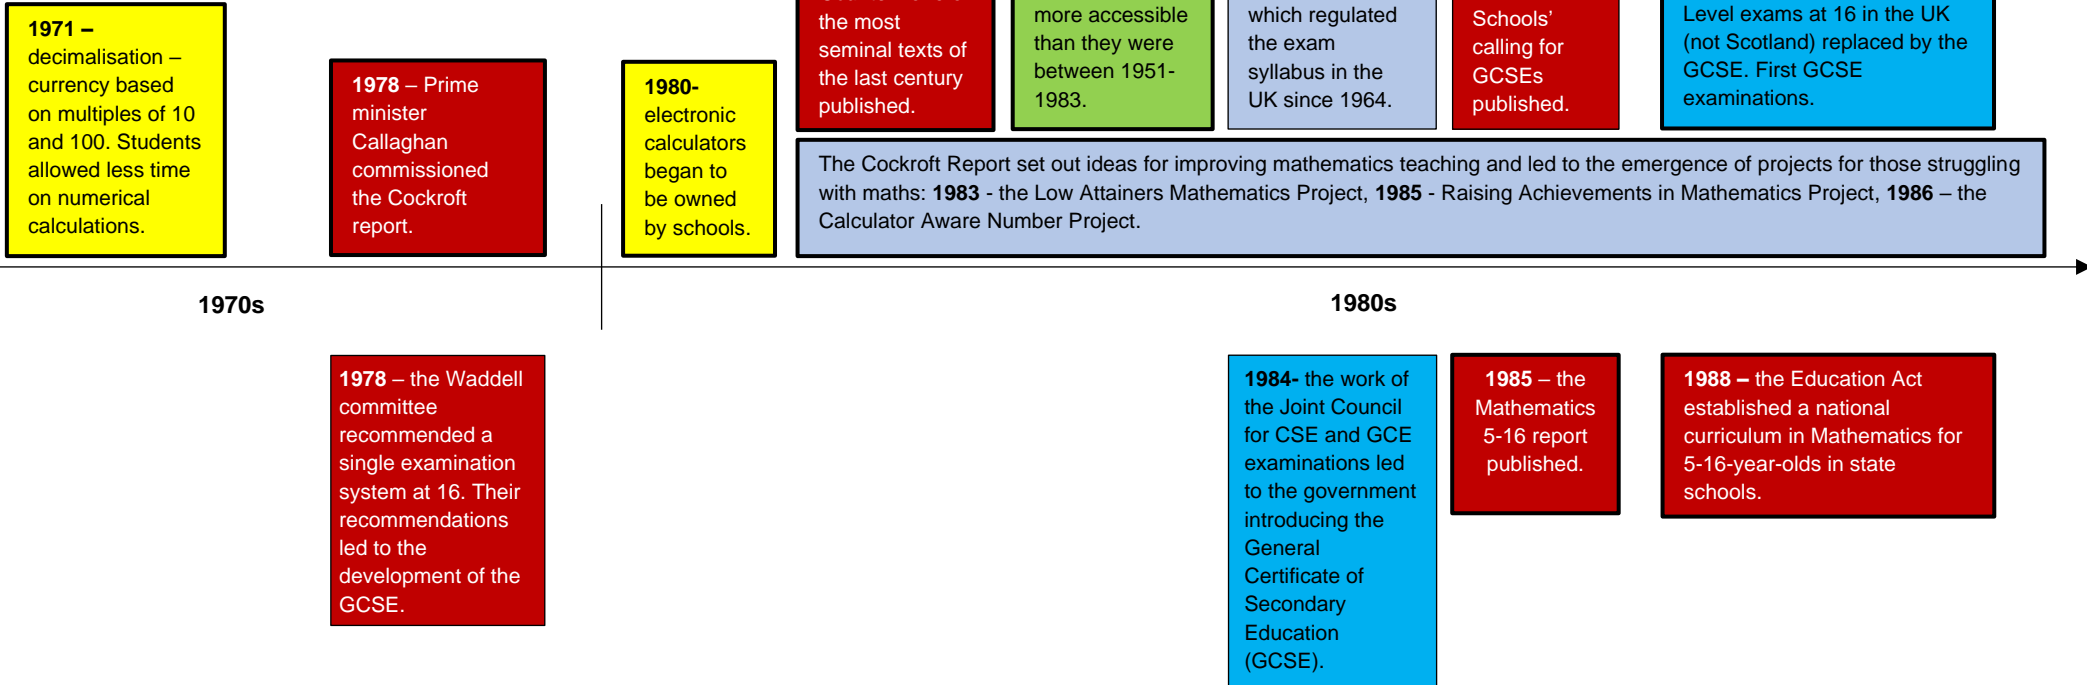 1971 –
decimalisation –
currency based
on multiples of 10
and 100. Students
allowed less time
on numerical
calculations.
1978 – Prime
minister
Callaghan
commissioned
the Cockroft
report.
1980-
electronic
calculators
began to
be owned
by schools.
the most
seminal texts of
the last century
published.
more accessible
than they were
between 1951-
1983.
which regulated
the exam
syllabus in the
UK since 1964.
Schools’
calling for
GCSEs
published.
Level exams at 16 in the UK
(not Scotland) replaced by the
GCSE. First GCSE
examinations.
The Cockroft Report set out ideas for improving mathematics teaching and led to the emergence of projects for those struggling
with maths: 1983 - the Low Attainers Mathematics Project, 1985 - Raising Achievements in Mathematics Project, 1986 – the
Calculator Aware Number Project.
1970s
1980s
1978 – the Waddell
committee
recommended a
single examination
system at 16. Their
recommendations
led to the
development of the
GCSE.
1984- the work of
the Joint Council
for CSE and GCE
examinations led
to the government
introducing the
General
Certificate of
Secondary
Education
(GCSE).
1985 – the
Mathematics
5-16 report
published.
1988 – the Education Act
established a national
curriculum in Mathematics for
5-16-year-olds in state
schools.